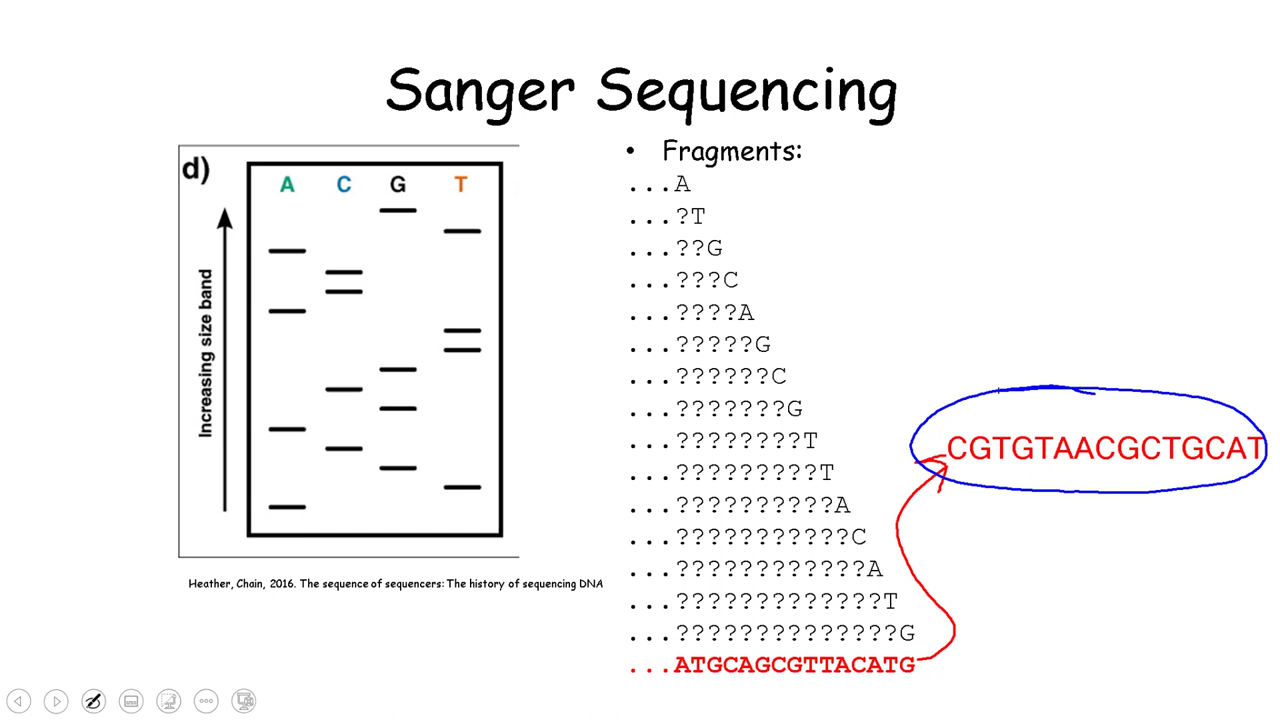 Sanger Sequencing
d)
A C G T
Increasing size band
Heather, Chain, 2016. The sequence of sequencers: The history of sequencing DNA
• Fragments:
...A
...?T
...??G
...???C
...????A
...?????G
...??????C
...???????G
...????????T
...?????????T
...??????????A
...???????????C
...????????????A
...?????????????T
...??????????????G
...ATGCAGCGTTACATG
CGTGTAACGCTGCAT